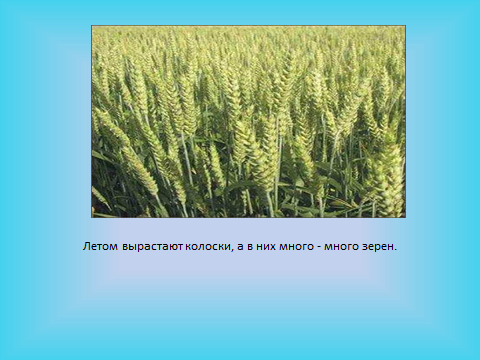 Летом вырастают колоски, а в них много - много зерен.